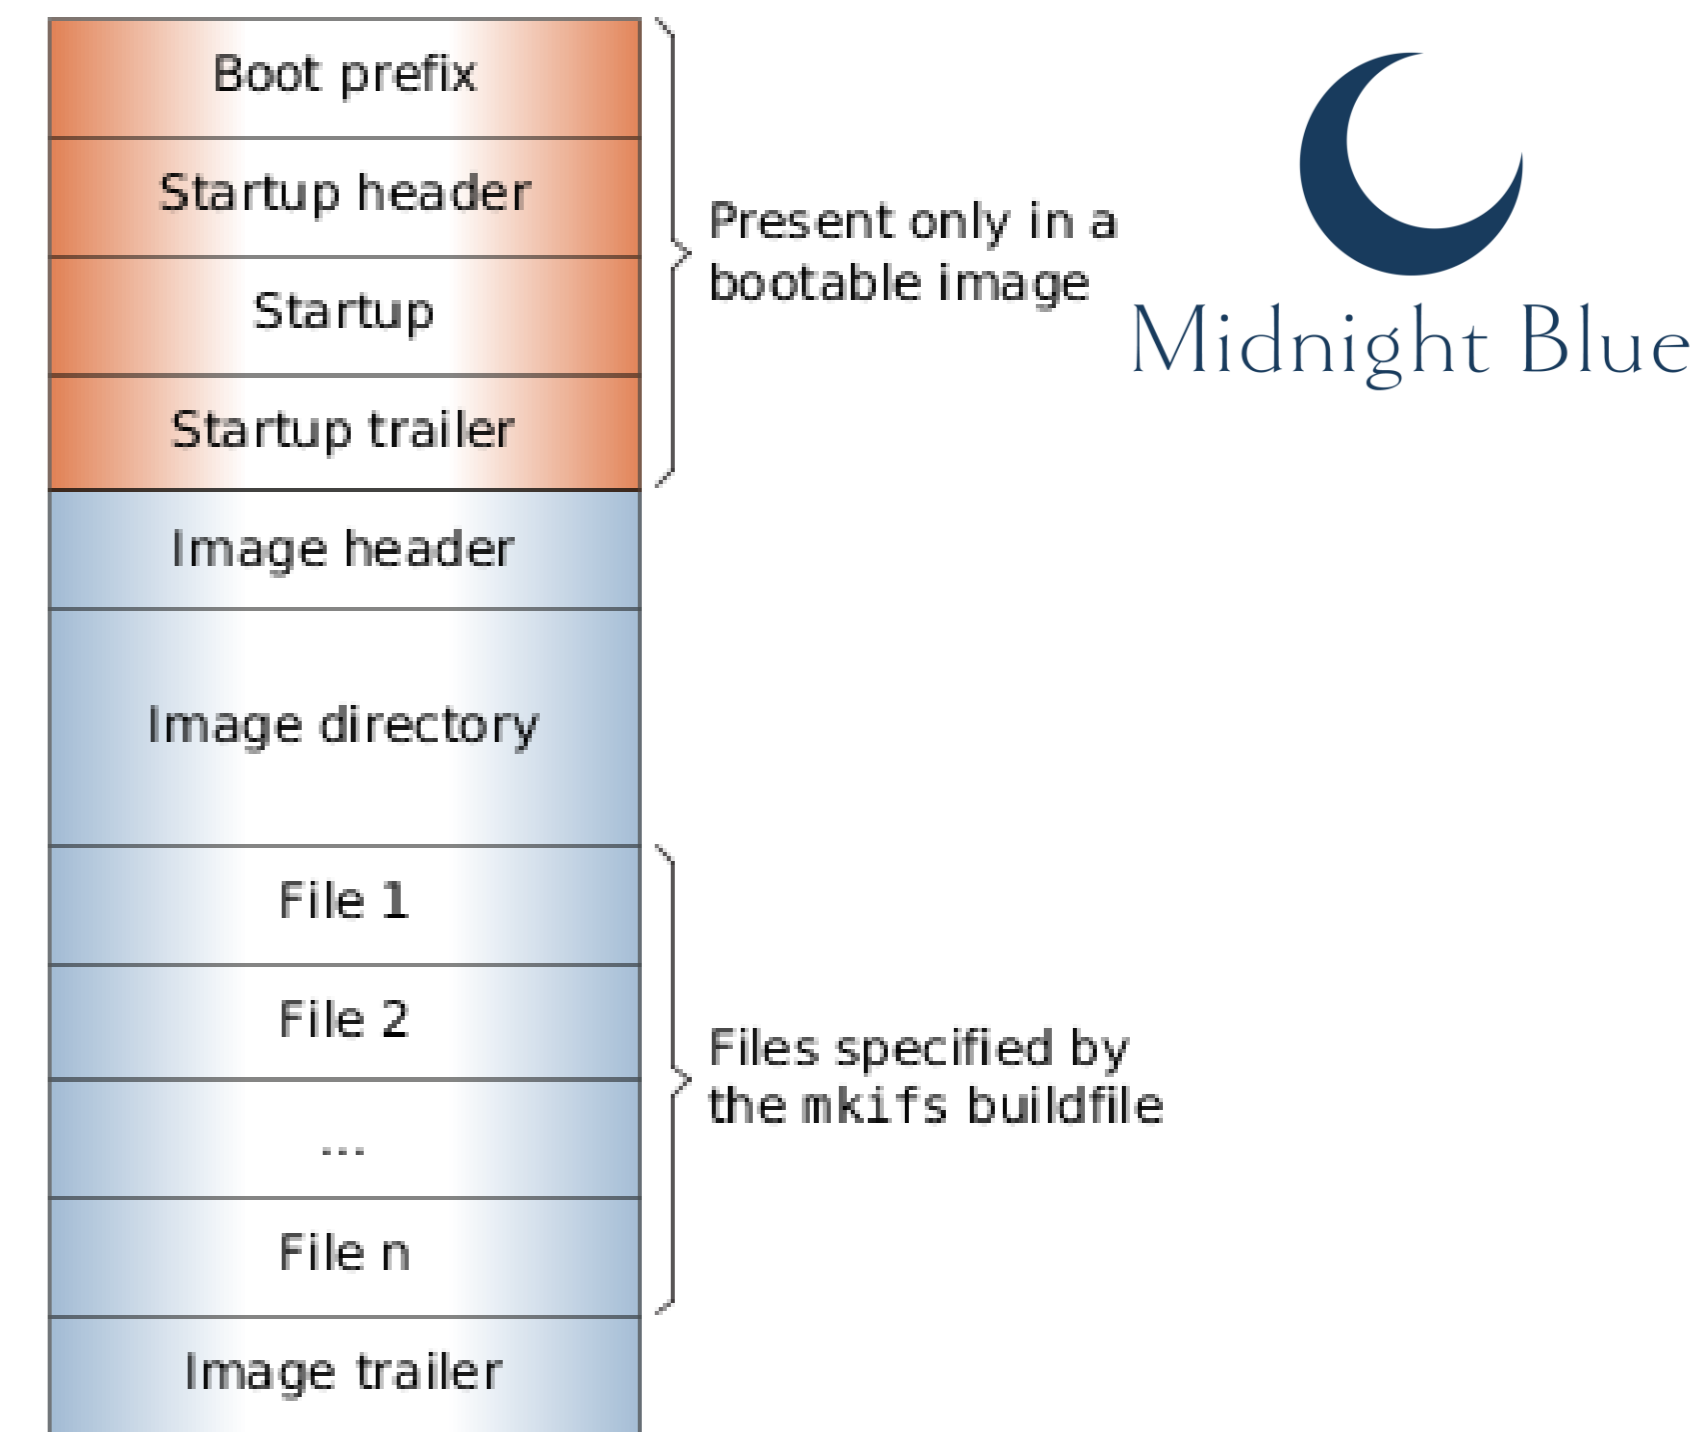 Boot prefix
Startup header
Startup
Startup trailer
Present only in a
bootable image
Midnight Blue
Image header
Image directory
File 1
File 2
...
File n
Files specified by
the mkifs buildfile
Image trailer